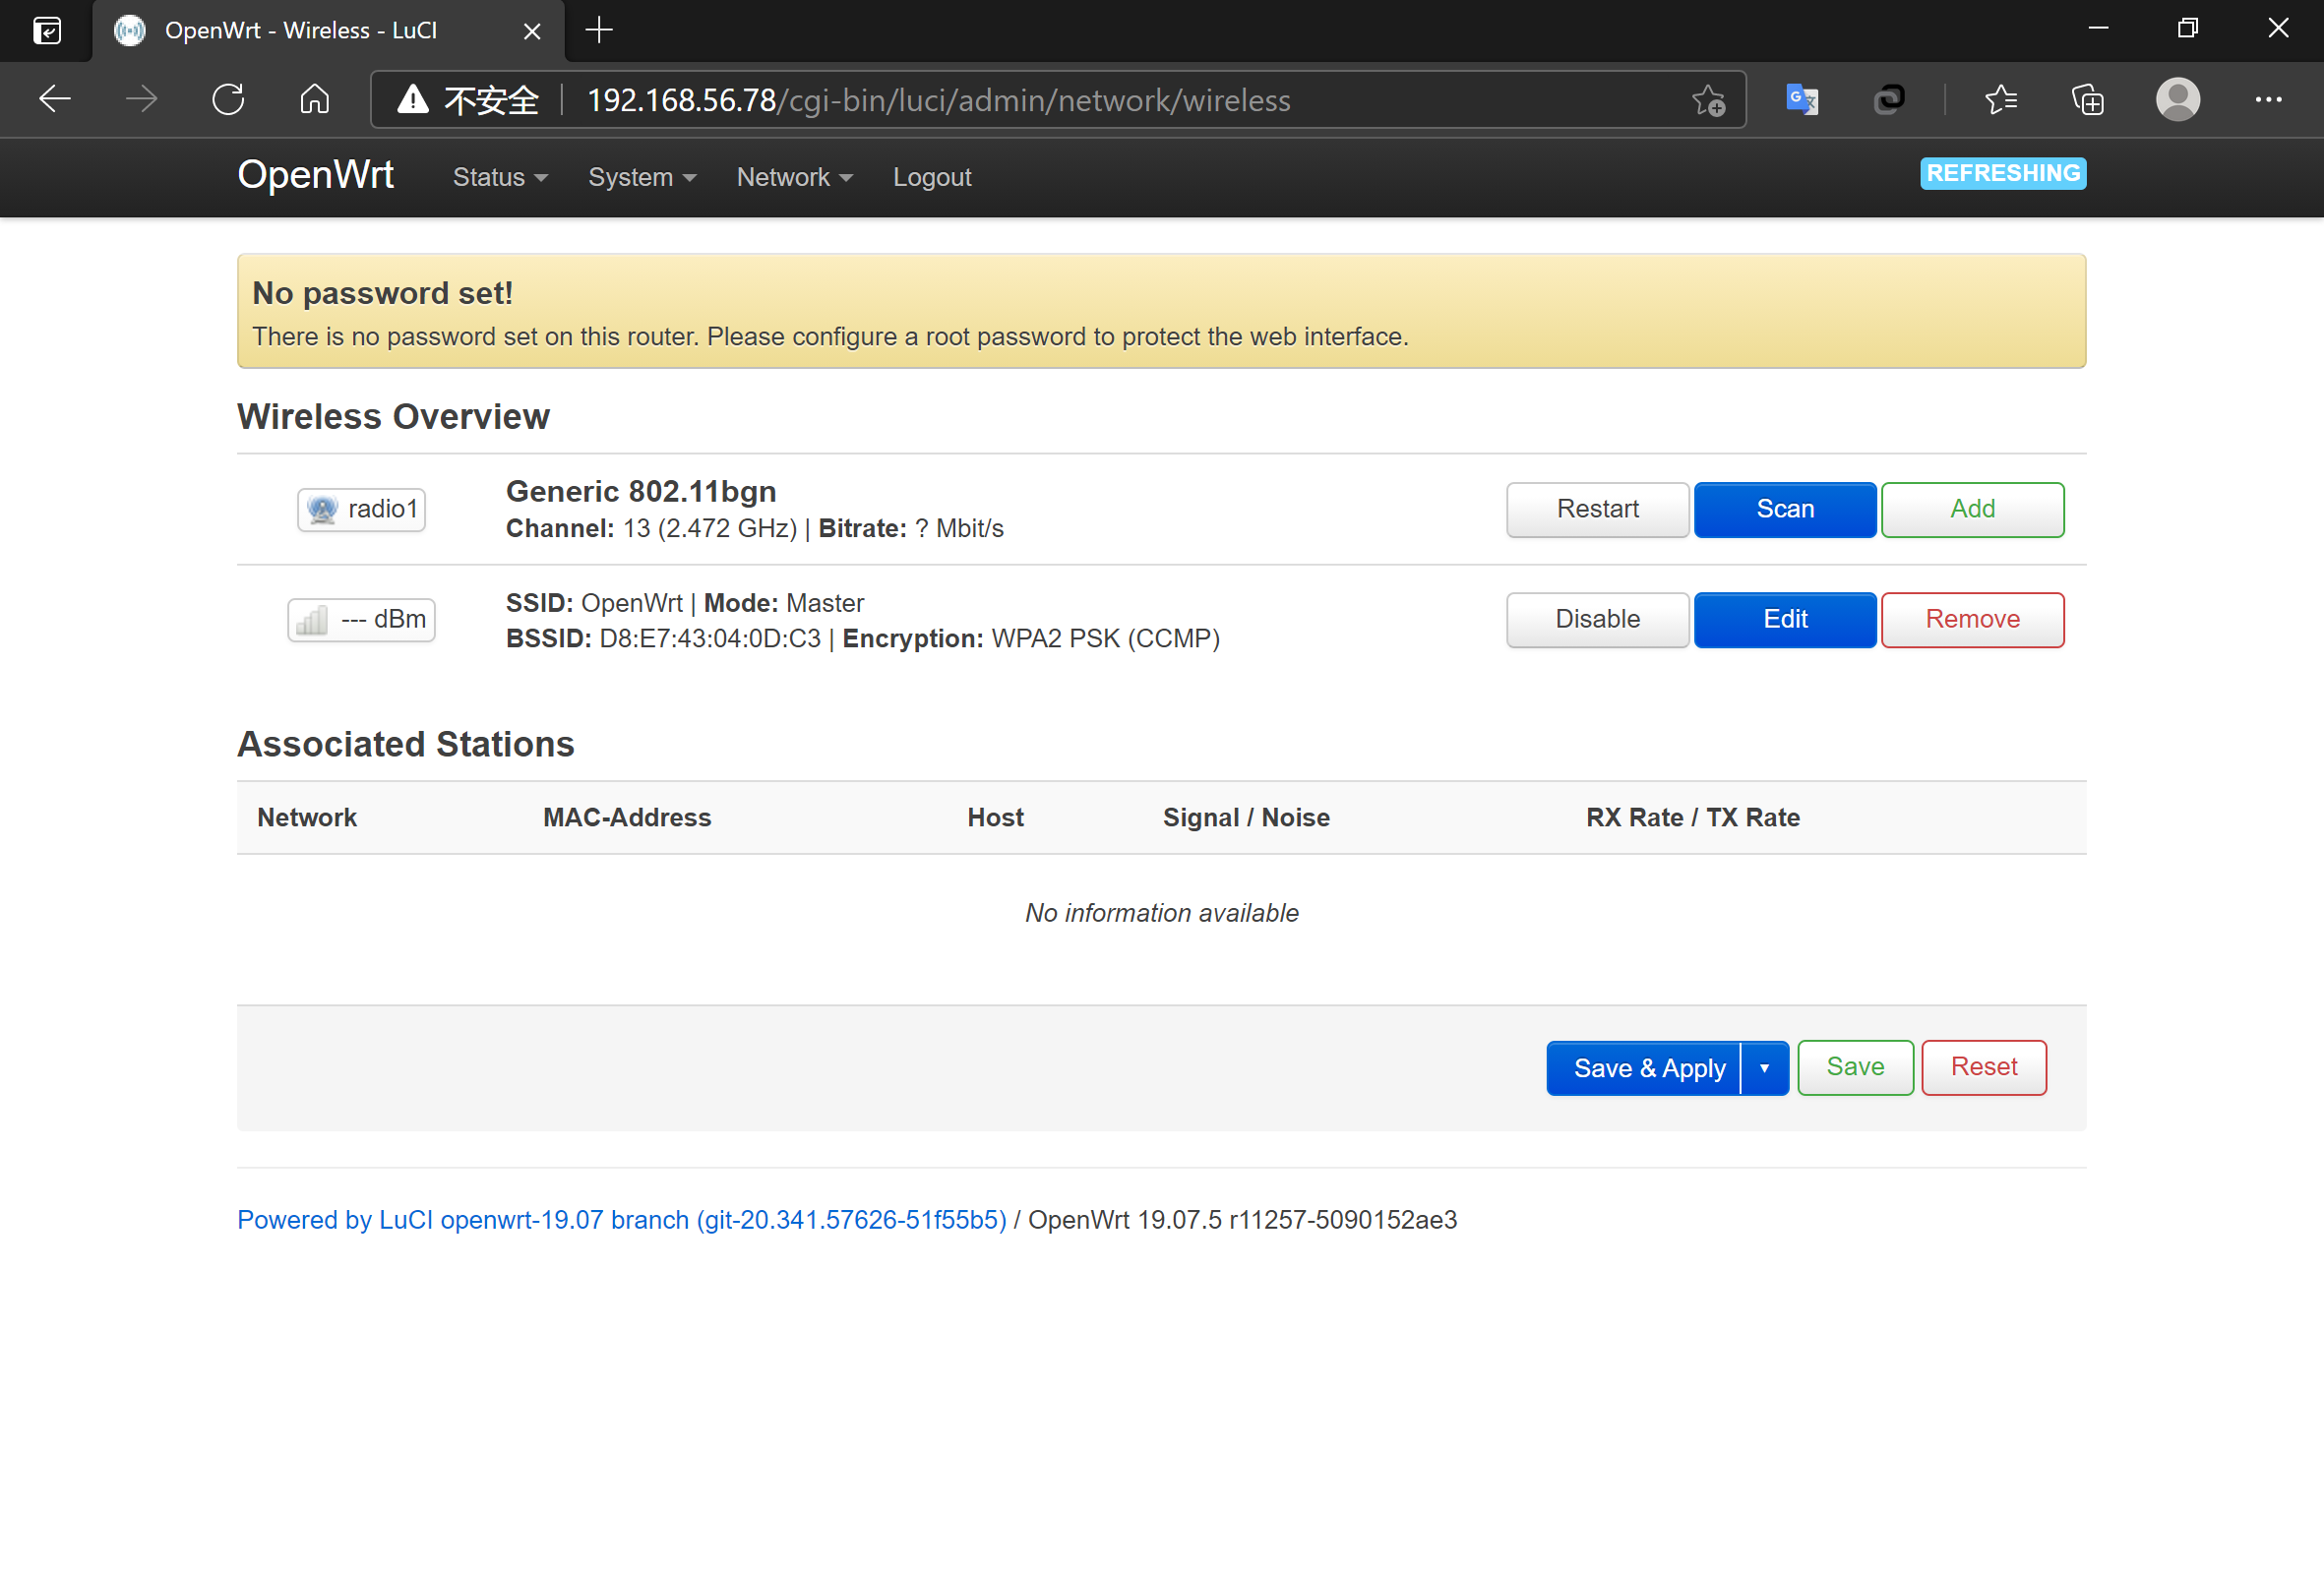 OpenWrt - Wireless - LuCI
不安全 192.168.56.78/cgi-bin/luci/admin/network/wireless
OpenWrt Status System Network Logout REFRESHING
No password set!
There is no password set on this router. Please configure a root password to protect the web interface.
Wireless Overview
radio1
Generic 802.11bgn
Channel: 13 (2.472 GHz) | Bitrate: ? Mbit/s
Restart Scan Add
--- dBm
SSID: OpenWrt | Mode: Master
BSSID: D8:E7:43:04:0D:C3 | Encryption: WPA2 PSK (CCMP)
Disable Edit Remove
Associated Stations
Network MAC-Address Host Signal / Noise RX Rate / TX Rate
No information available
Save & Apply Save Reset
Powered by LuCI openwrt-19.07 branch (git-20.341.57626-51f55b5) / OpenWrt 19.07.5 r11257-5090152ae3